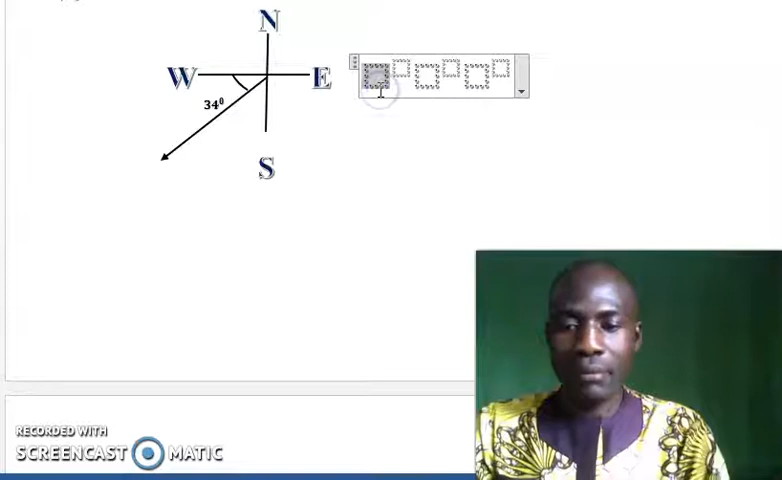 N
W E
34⁰
S
RECORDED WITH
SCREENCAST MATIC